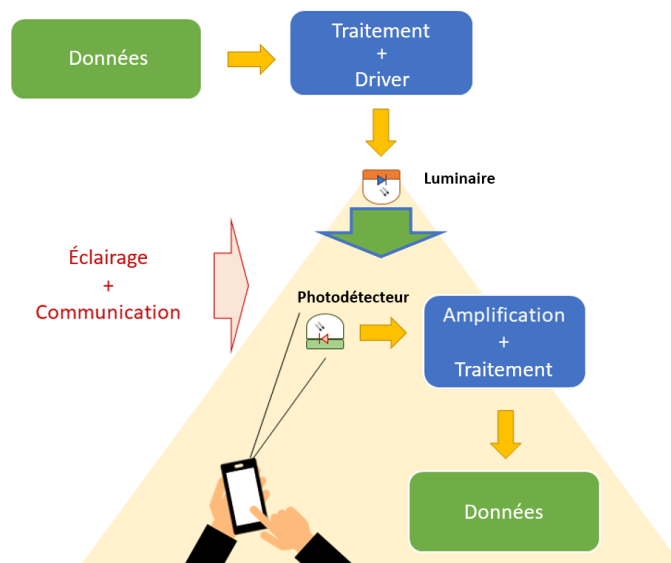 Données
Traitement
+
Driver
Luminaire
Éclairage
+
Communication
Photodétecteur
Amplification
+
Traitement
Données